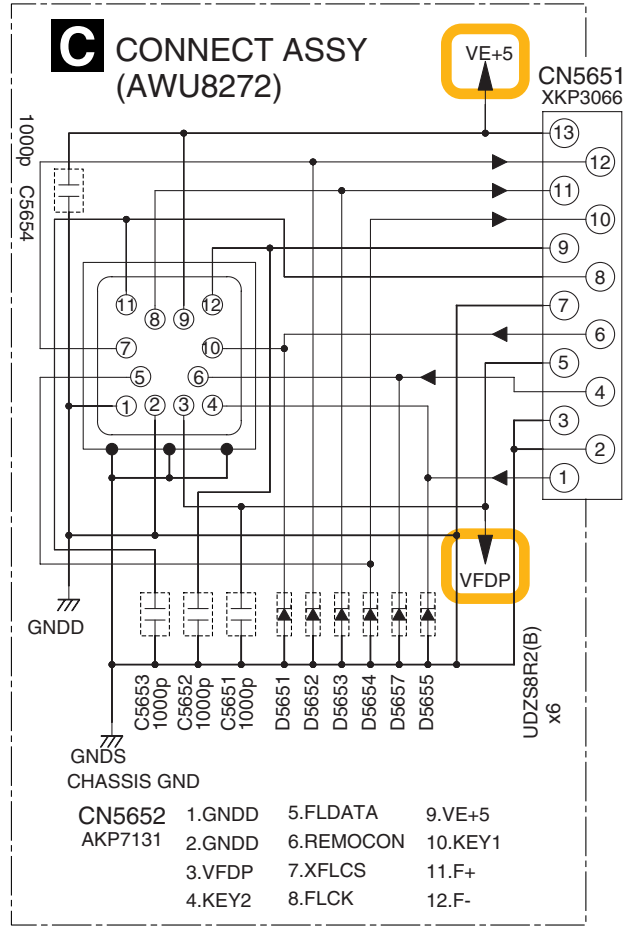 C CONNECT ASSY
(AWU8272)
VE+5
CN5651
XKP3066
1000p C5654
13
12
11
10
9
8
7
6
5
4
3
2
1
11
8
9
12
7
10
5
6
1
2
3
4
VFDP
GNDD
C5653
1000p
C5652
1000p
C5651
1000p
D5651
D5652
D5653
D5654
D5657
D5655
UDZS8R2(B)
x6
GNDS
CHASSIS GND
CN5652
AKP7131
1.GNDD 5.FLDATA 9.VE+5
2.GNDD 6.REMOCON 10.KEY1
3.VFDP 7.XFLCS 11.F+
4.KEY2 8.FLCK 12.F-